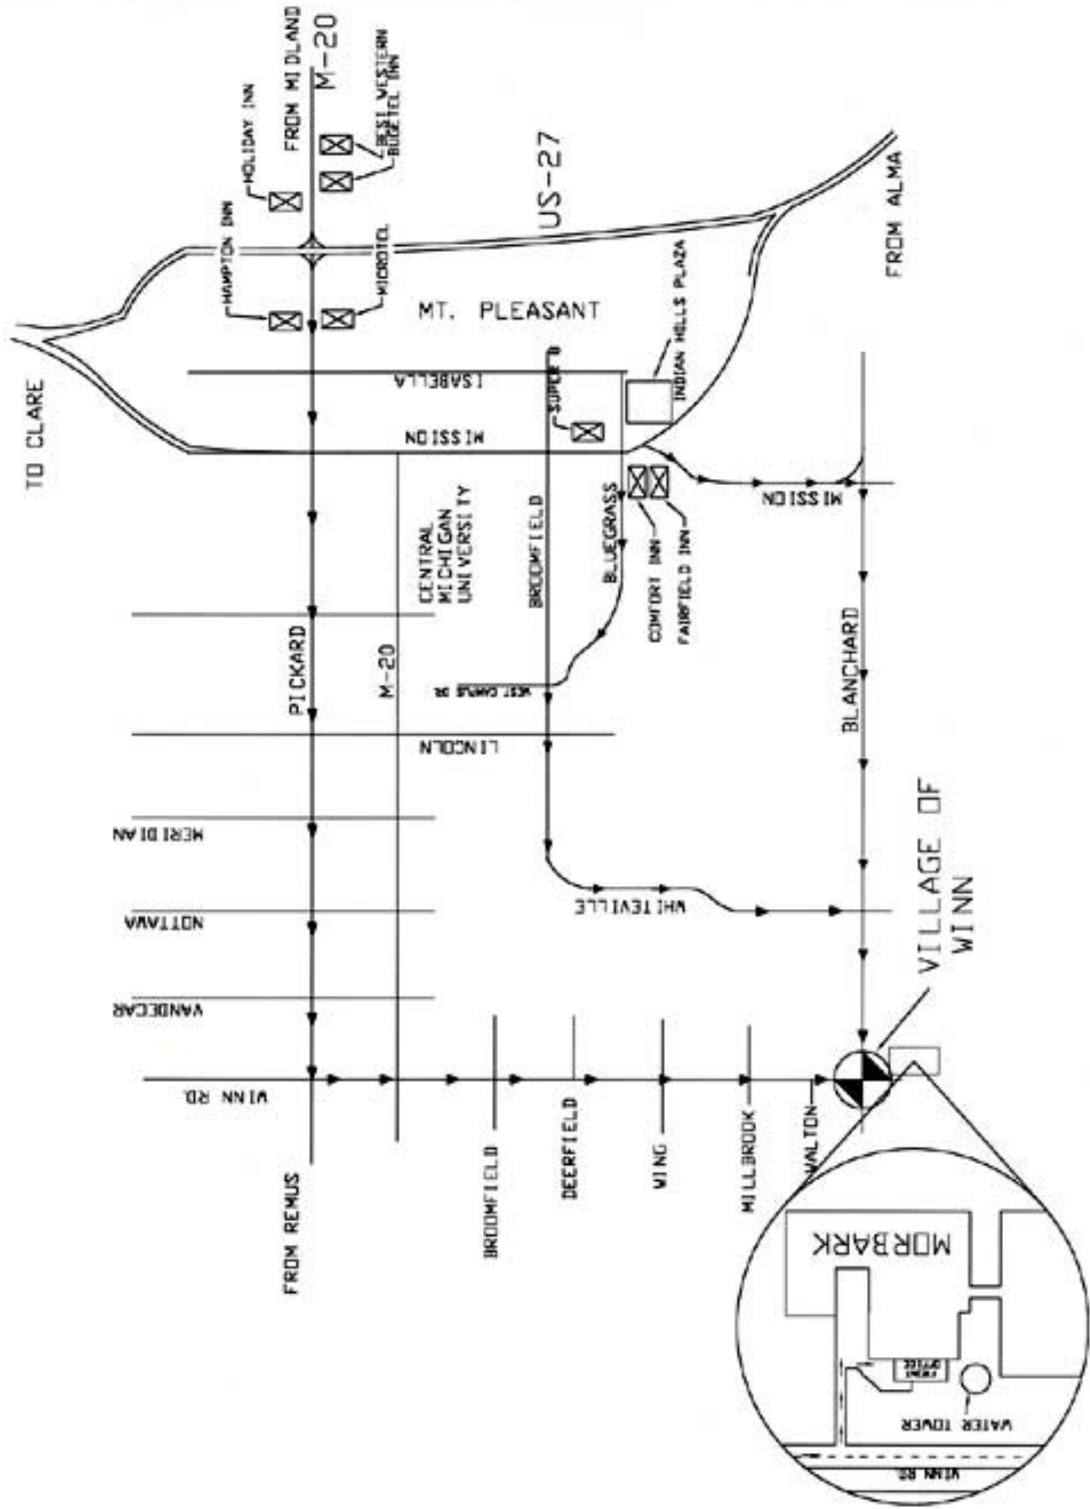 TO CLARE
HAMPTON INN
HOLIDAY INN
FROM MIDLAND
M-20
BEST WESTERN
BUGETEL INN
MICROTEL
US-27
MT. PLEASANT
ISABELLA
MISSION
SUPER 8
INDIAN HILLS PLAZA
FROM ALMA
CENTRAL
MICHIGAN
UNIVERSITY
BROOMFIELD
BLUEGRASS
COMFORT INN
FAIRFIELD INN
MISSION
PICKARD
M-20
WEST CAMPUS DR
LINCOLN
BLANCHARD
MERIDIAN
NOTTAWA
WHITEVILLE
VANDECAR
VILLAGE OF
WINN
WINN RD.
FROM REMUS
BROOMFIELD
DEERFIELD
WING
MILLBROOK
WALTON
MORBARK
FRONT
OFFICE
WATER TOWER
WINN RD.